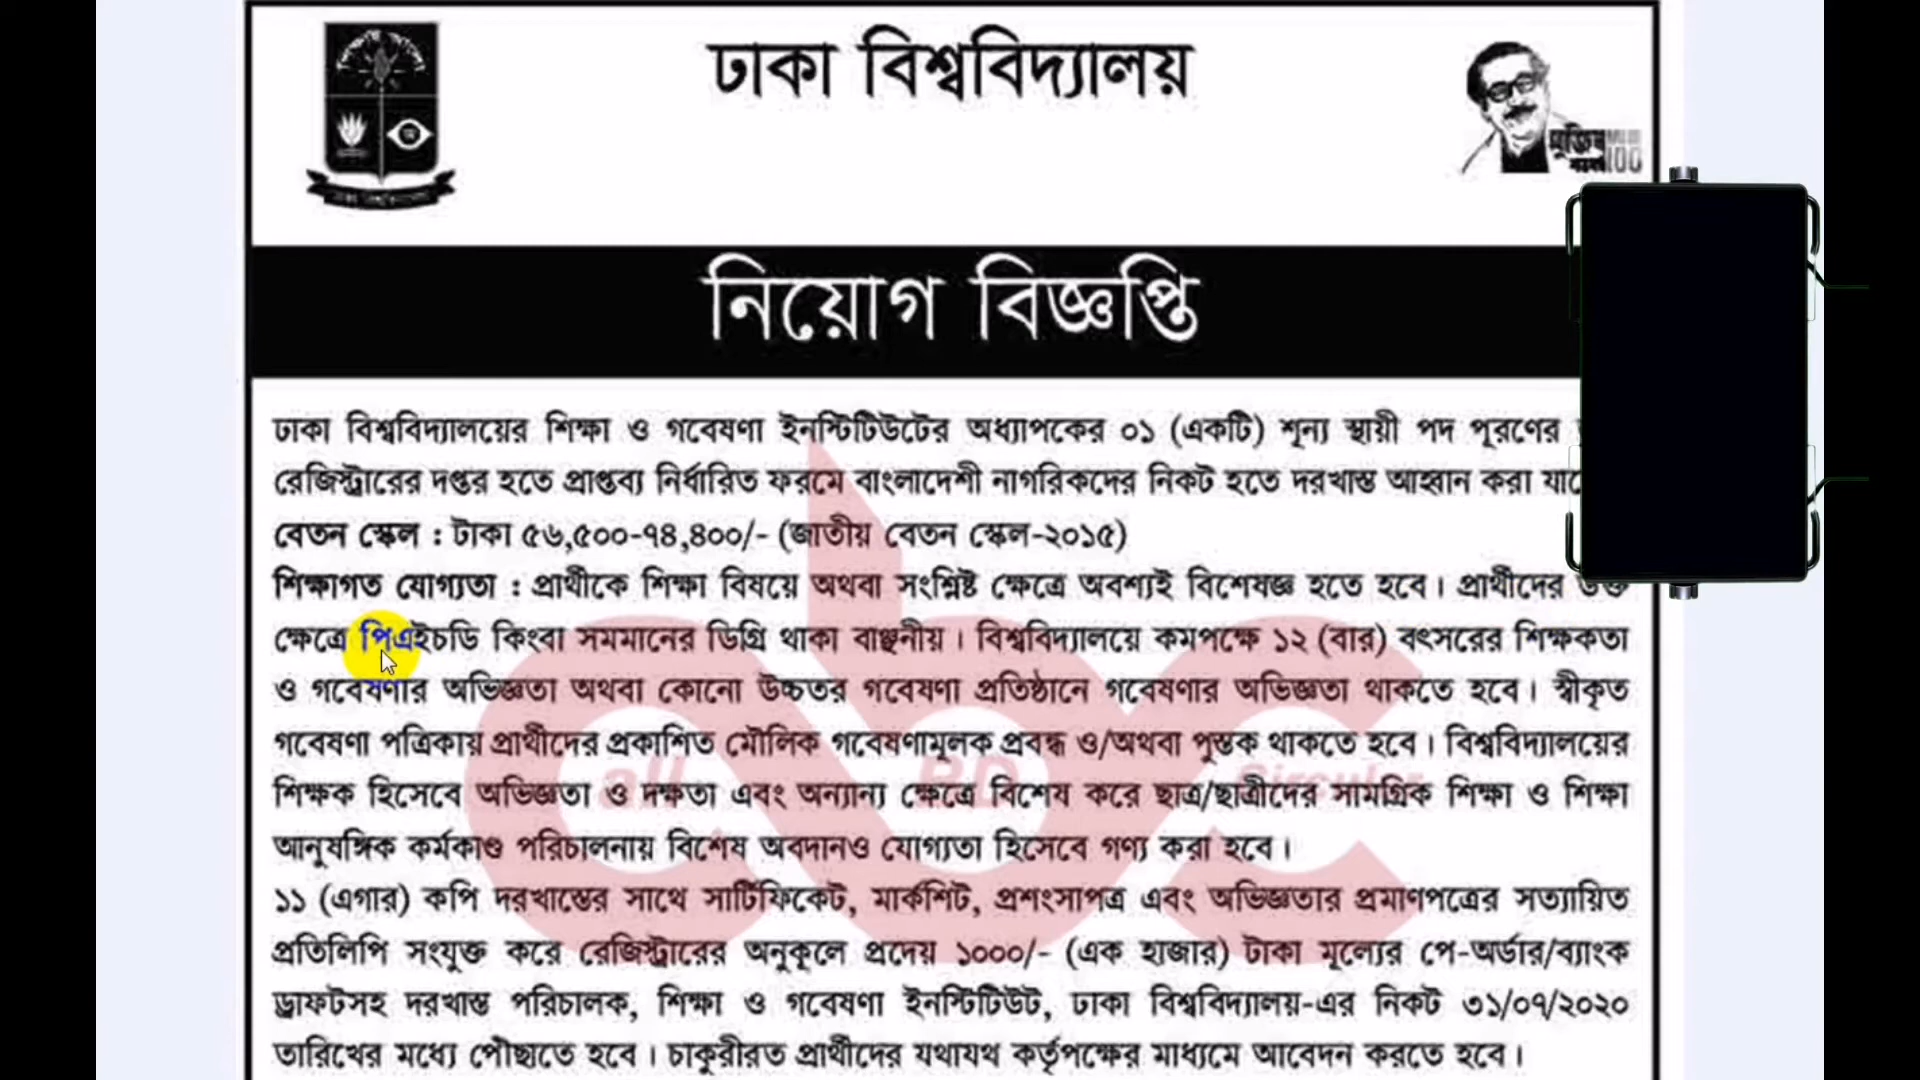 ঢাকা বিশ্ববিদ্যালয়
মুজিব
100
নিয়োগ বিজ্ঞপ্তি
ঢাকা বিশ্ববিদ্যালয়ের শিক্ষা ও গবেষণা ইনস্টিটিউটের অধ্যাপকের ০১ (একটি) শূন্য স্থায়ী পদ পূরণের
রেজিস্ট্রারের দপ্তর হতে প্রাপ্তব্য নির্ধারিত ফরমে বাংলাদেশী নাগরিকদের নিকট হতে দরখাস্ত আহ্বান করা
বেতন স্কেল : টাকা ৫৬,৫০০-৭৪,৪০০/- (জাতীয় বেতন স্কেল-২০১৫)
শিক্ষাগত যোগ্যতা : প্রার্থীকে শিক্ষা বিষয়ে অথবা সংশ্লিষ্ট ক্ষেত্রে অবশ্যই বিশেষজ্ঞ হতে হবে। প্রার্থীদের উক্ত
ক্ষেত্রে পিএইচডি কিংবা সমমানের ডিগ্রি থাকা বাঞ্ছনীয়। বিশ্ববিদ্যালয়ে কমপক্ষে ১২ (বার) বৎসরের শিক্ষকতা
ও গবেষণার অভিজ্ঞতা অথবা কোনো উচ্চতর গবেষণা প্রতিষ্ঠানে গবেষণার অভিজ্ঞতা থাকতে হবে। স্বীকৃত
গবেষণা পত্রিকায় প্রার্থীদের প্রকাশিত মৌলিক গবেষণামূলক প্রবন্ধ ও/অথবা পুস্তক থাকতে হবে। বিশ্ববিদ্যালয়ের
শিক্ষক হিসেবে অভিজ্ঞতা ও দক্ষতা এবং অন্যান্য ক্ষেত্রে বিশেষ করে ছাত্র/ছাত্রীদের সামগ্রিক শিক্ষা ও শিক্ষা
আনুষঙ্গিক কর্মকাণ্ড পরিচালনায় বিশেষ অবদানও যোগ্যতা হিসেবে গণ্য করা হবে।
১১ (এগার) কপি দরখাস্তের সাথে সার্টিফিকেট, মার্কশিট, প্রশংসাপত্র এবং অভিজ্ঞতার প্রমাণপত্রের সত্যায়িত
প্রতিলিপি সংযুক্ত করে রেজিস্ট্রারের অনুকূলে প্রদেয় ১০০০/- (এক হাজার) টাকা মূল্যের পে-অর্ডার/ব্যাংক
ড্রাফটসহ দরখাস্ত পরিচালক, শিক্ষা ও গবেষণা ইনস্টিটিউট, ঢাকা বিশ্ববিদ্যালয়-এর নিকট ৩১/০৭/২০২০
তারিখের মধ্যে পৌছাতে হবে। চাকুরীরত প্রার্থীদের যথাযথ কর্তৃপক্ষের মাধ্যমে আবেদন করতে হবে।
abc
all BD Circular